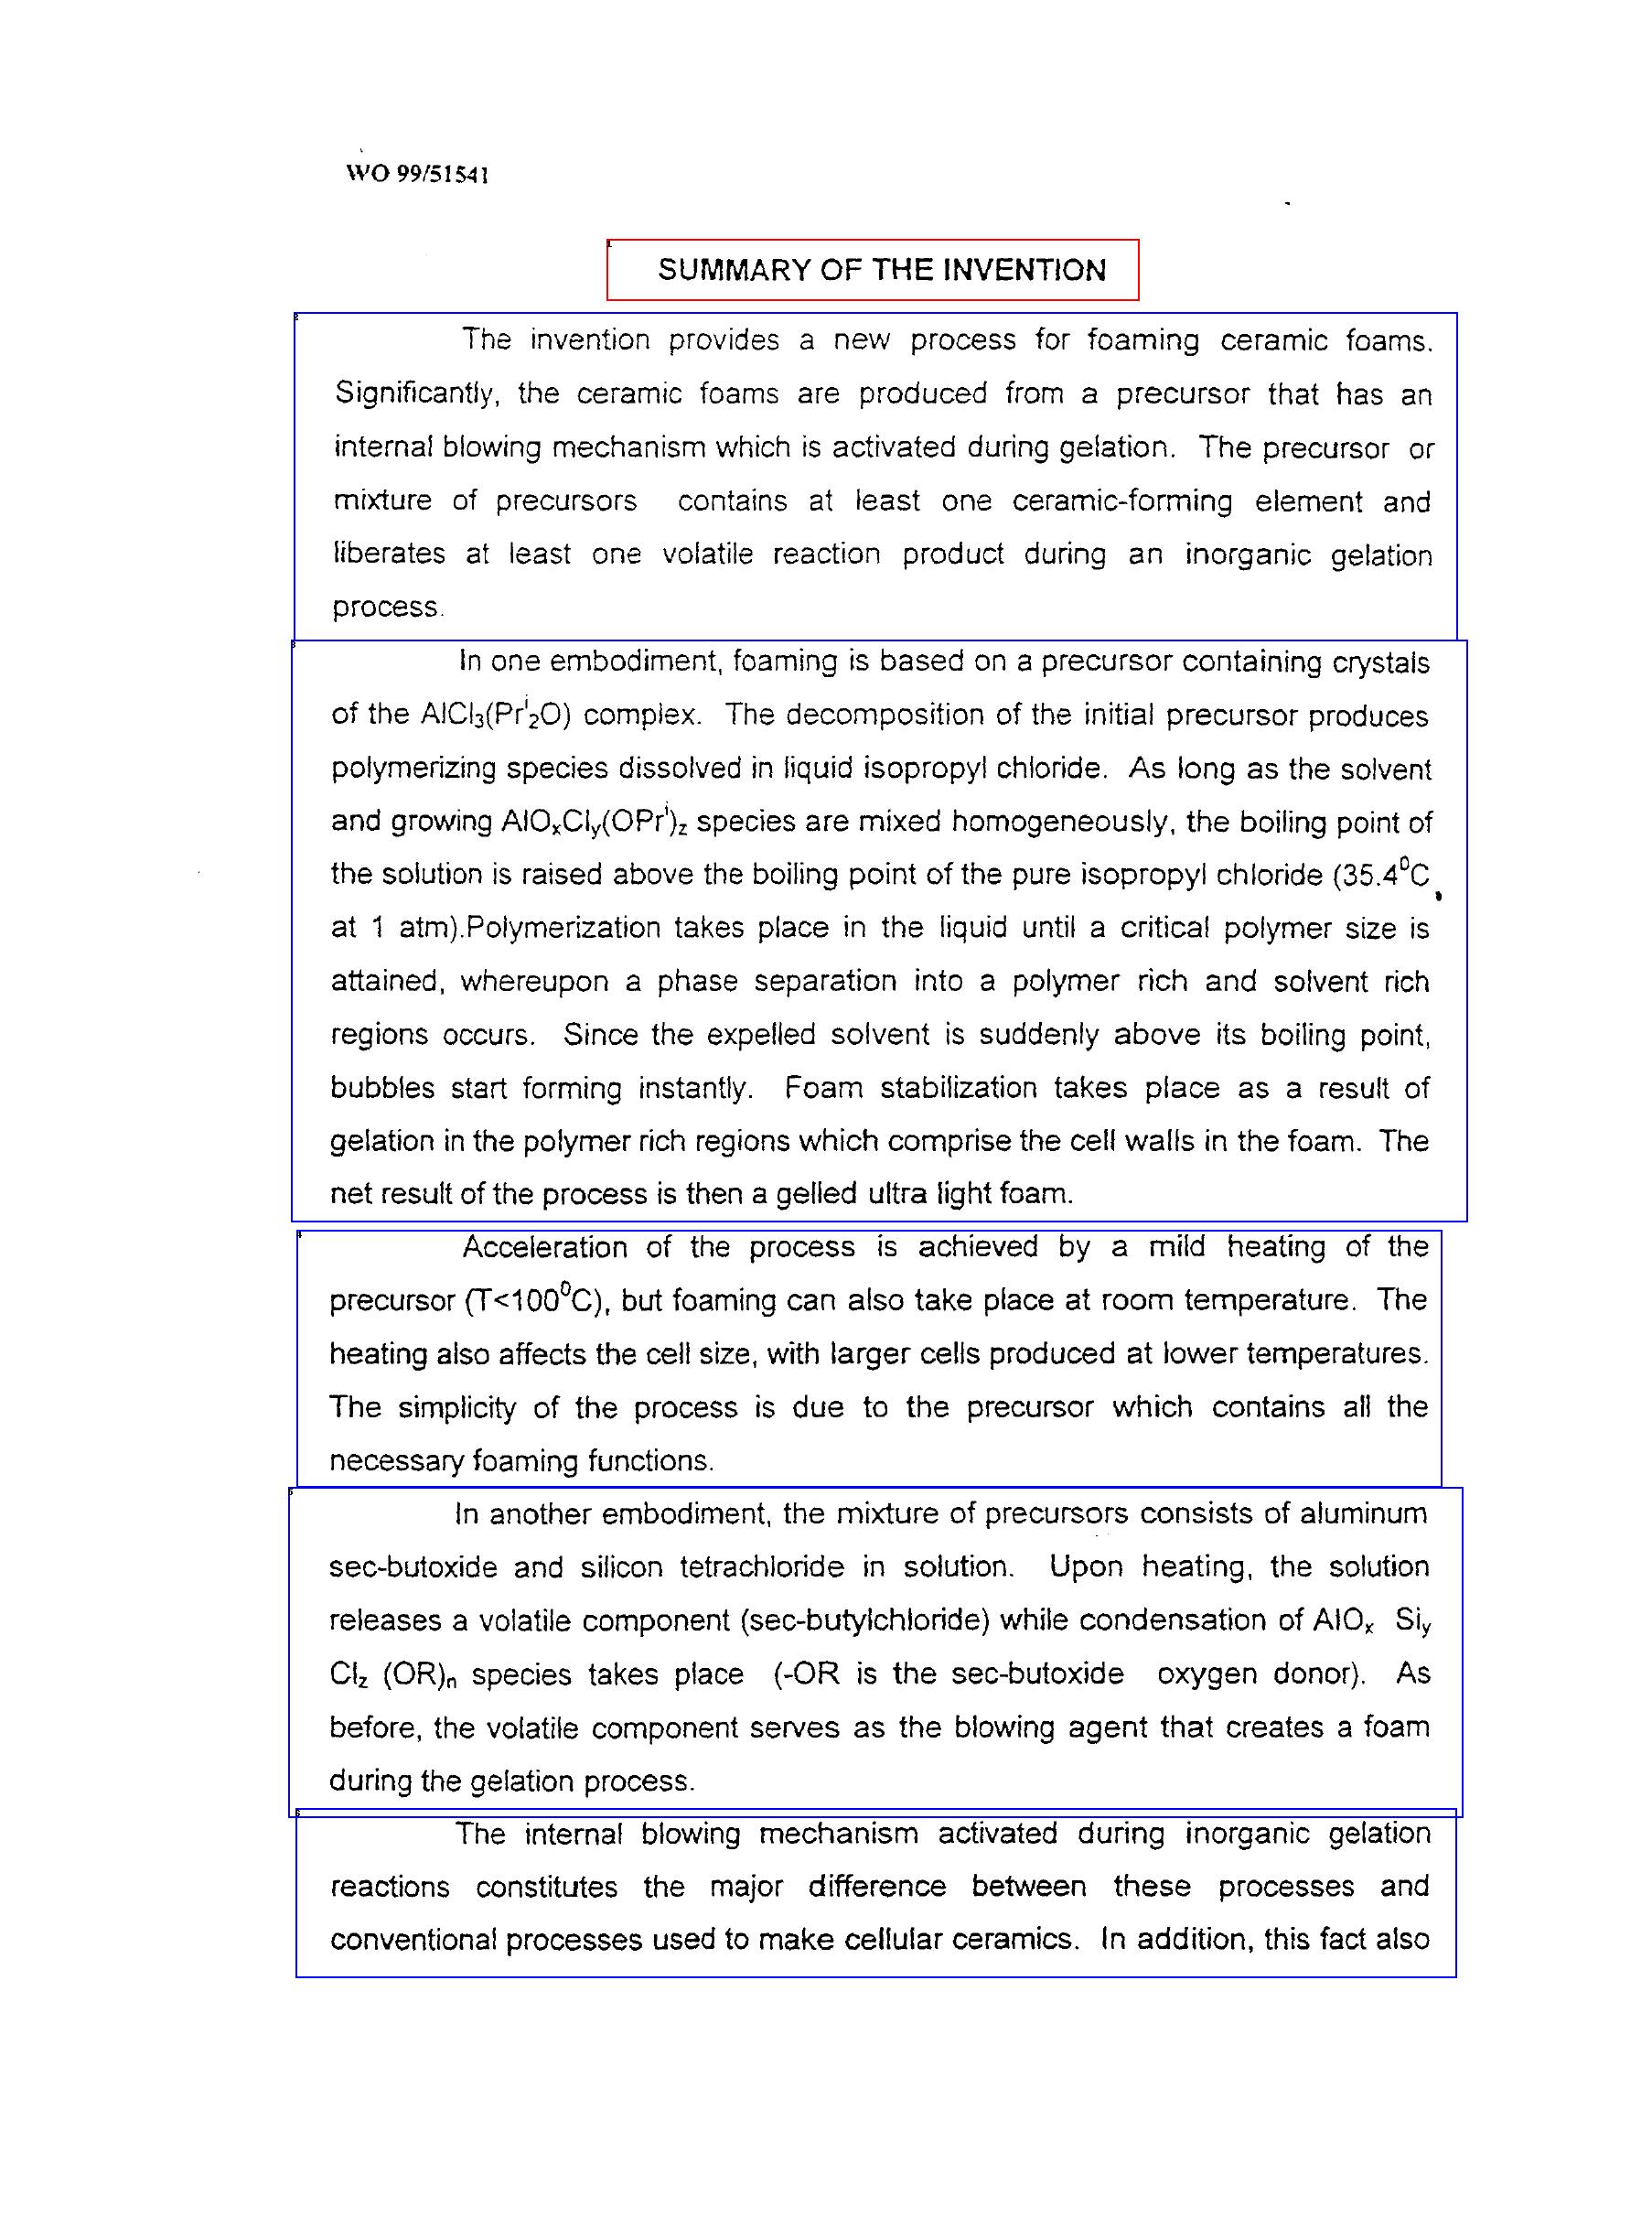 WO 99/51541
SUMMARY OF THE INVENTION
The invention provides a new process for foaming ceramic foams.
Significantly, the ceramic foams are produced from a precursor that has an
internal blowing mechanism which is activated during gelation. The precursor or
mixture of precursors contains at least one ceramic-forming element and
liberates at least one volatile reaction product during an inorganic gelation
process.
In one embodiment, foaming is based on a precursor containing crystals
of the AlCl₃(Prⁱ₂O) complex. The decomposition of the initial precursor produces
polymerizing species dissolved in liquid isopropyl chloride. As long as the solvent
and growing AlOₓClᵧ(OPrⁱ)z species are mixed homogeneously, the boiling point of
the solution is raised above the boiling point of the pure isopropyl chloride (35.4⁰C
at 1 atm).Polymerization takes place in the liquid until a critical polymer size is
attained, whereupon a phase separation into a polymer rich and solvent rich
regions occurs. Since the expelled solvent is suddenly above its boiling point,
bubbles start forming instantly. Foam stabilization takes place as a result of
gelation in the polymer rich regions which comprise the cell walls in the foam. The
net result of the process is then a gelled ultra light foam.
Acceleration of the process is achieved by a mild heating of the
precursor (T<100⁰C), but foaming can also take place at room temperature. The
heating also affects the cell size, with larger cells produced at lower temperatures.
The simplicity of the process is due to the precursor which contains all the
necessary foaming functions.
In another embodiment, the mixture of precursors consists of aluminum
sec-butoxide and silicon tetrachloride in solution. Upon heating, the solution
releases a volatile component (sec-butylchloride) while condensation of AlOₓ Siy
Clz (OR)ₙ species takes place (-OR is the sec-butoxide oxygen donor). As
before, the volatile component serves as the blowing agent that creates a foam
during the gelation process.
The internal blowing mechanism activated during inorganic gelation
reactions constitutes the major difference between these processes and
conventional processes used to make cellular ceramics. In addition, this fact also